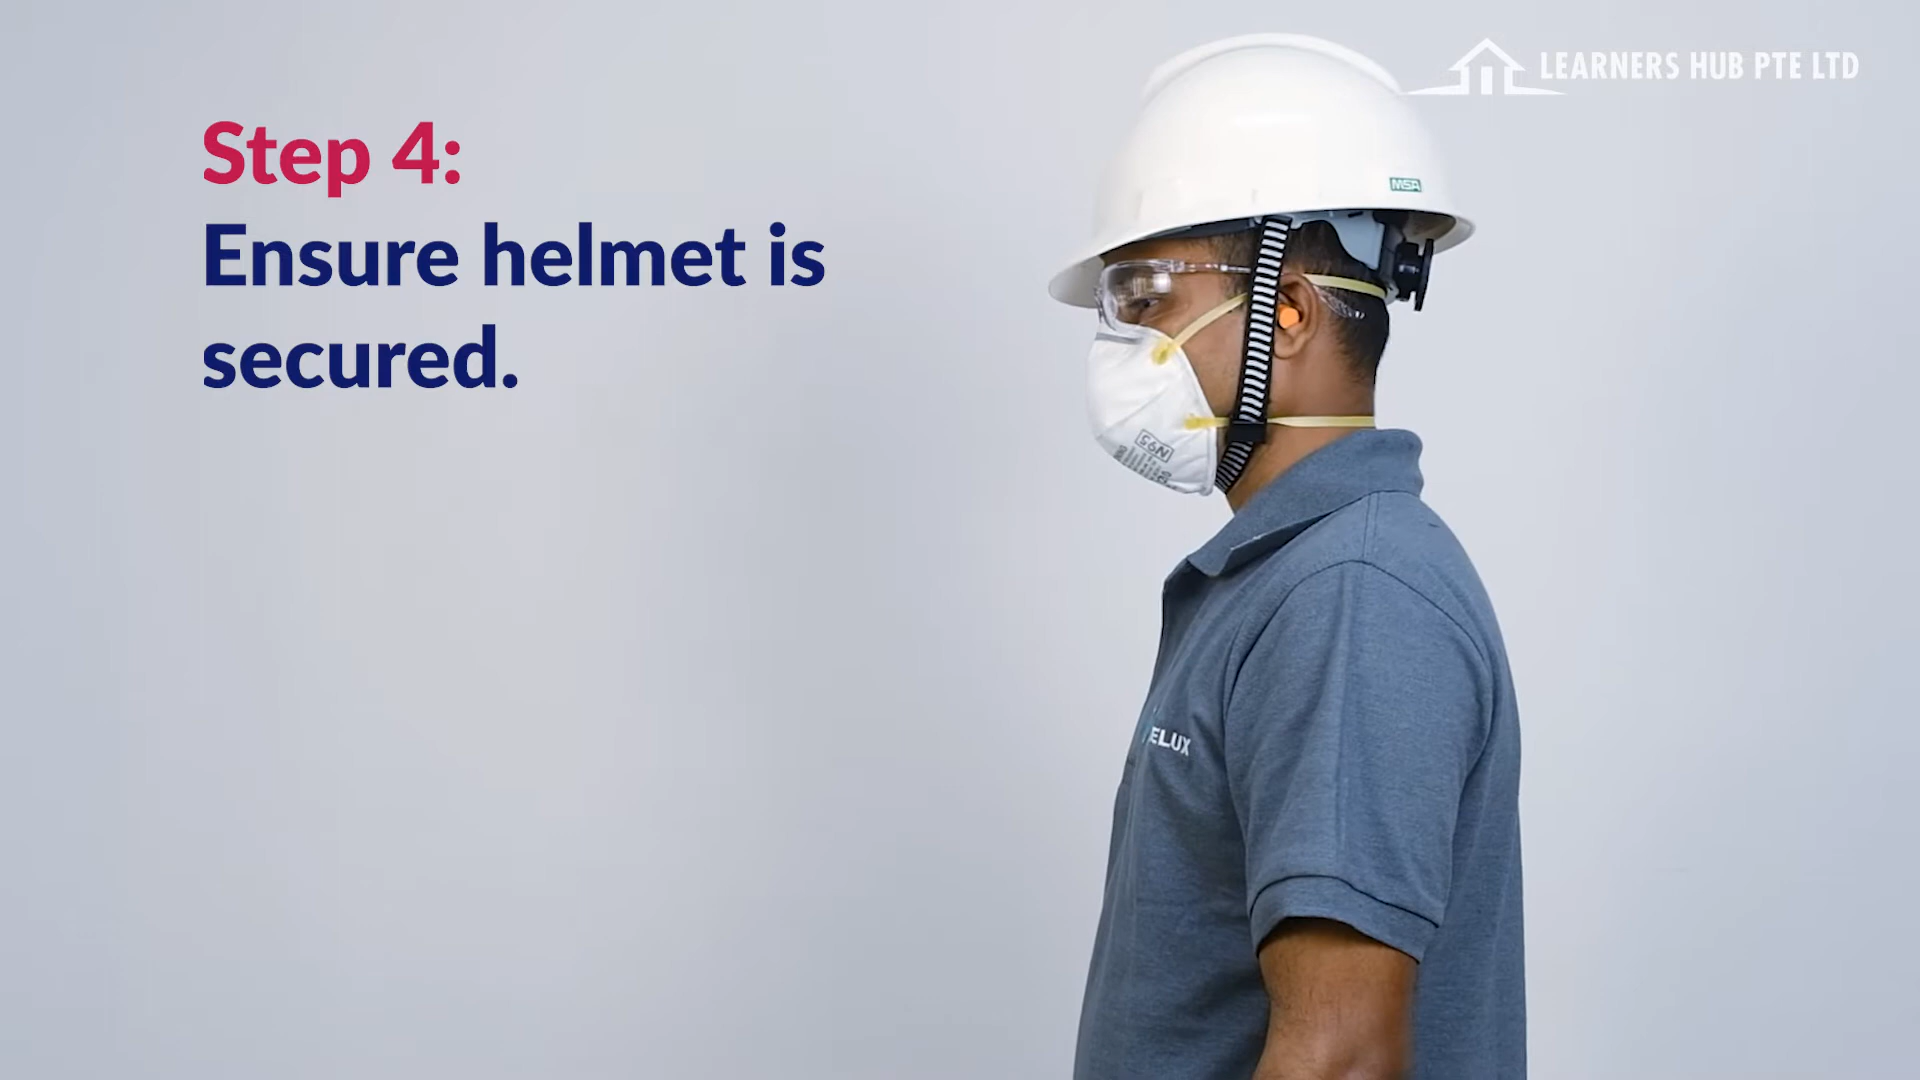 LEARNERS HUB PTE LTD
Step 4:
Ensure helmet is
secured.
MSA
N95
ELUX